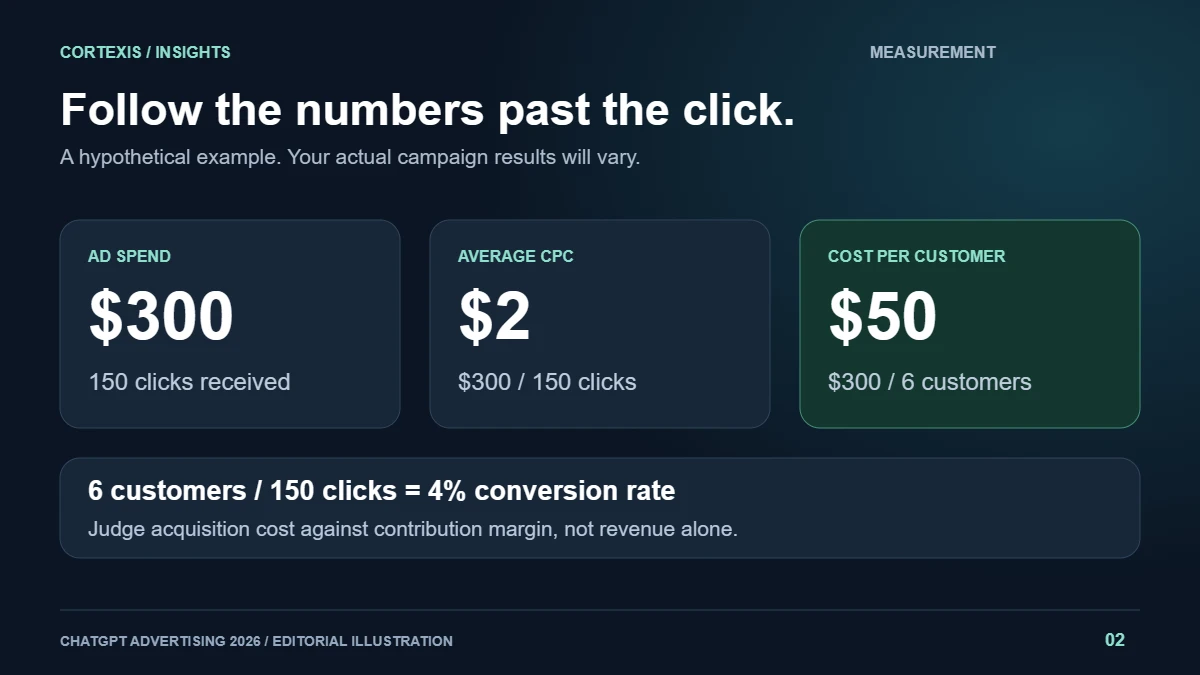 CORTEXIS / INSIGHTS
MEASUREMENT
Follow the numbers past the click.
A hypothetical example. Your actual campaign results will vary.
AD SPEND
$300
150 clicks received
AVERAGE CPC
$2
$300 / 150 clicks
COST PER CUSTOMER
$50
$300 / 6 customers
6 customers / 150 clicks = 4% conversion rate
Judge acquisition cost against contribution margin, not revenue alone.
CHATGPT ADVERTISING 2026 / EDITORIAL ILLUSTRATION
02